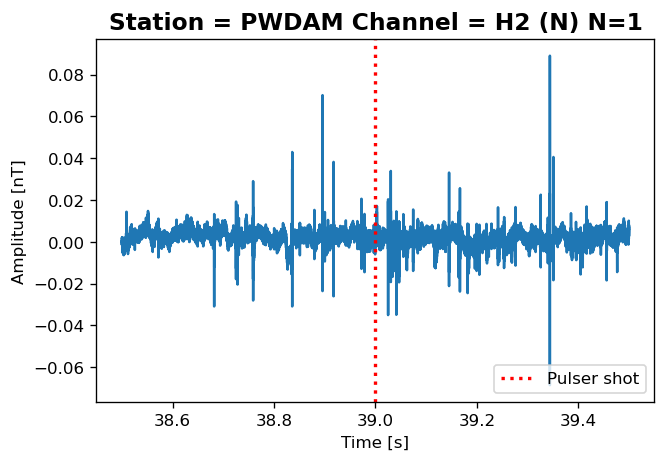 Station = PWDAM Channel = H2 (N) N=1
0.08
0.06
0.04
0.02
0.00
−0.02
−0.04
−0.06
Amplitude [nT]
Pulser shot
38.6 38.8 39.0 39.2 39.4
Time [s]